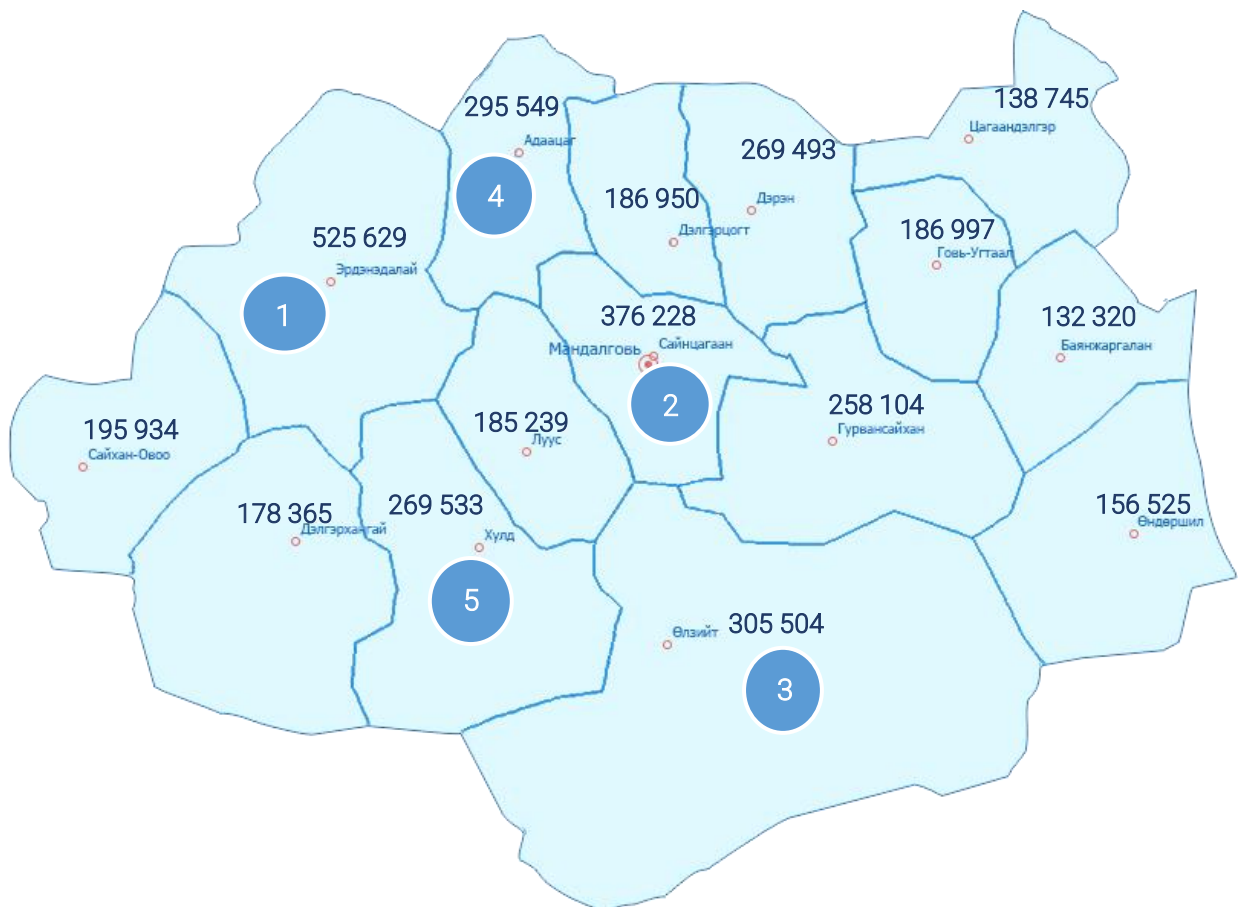 138 745
Цагаандэлгэр
295 549
Адаацаг
4
269 493
Дэрэн
186 950
Дэлгэрцогт
186 997
Говь-Угтаал
525 629
Эрдэнэдалай
1
376 228
Мандалговь
Сайнцагаан
2
132 320
Баянжаргалан
195 934
Сайхан-Овоо
185 239
Луус
258 104
Гурвансайхан
178 365
Дэлгэрхангай
269 533
Хулд
5
156 525
Өндөршил
Өлзийт
305 504
3